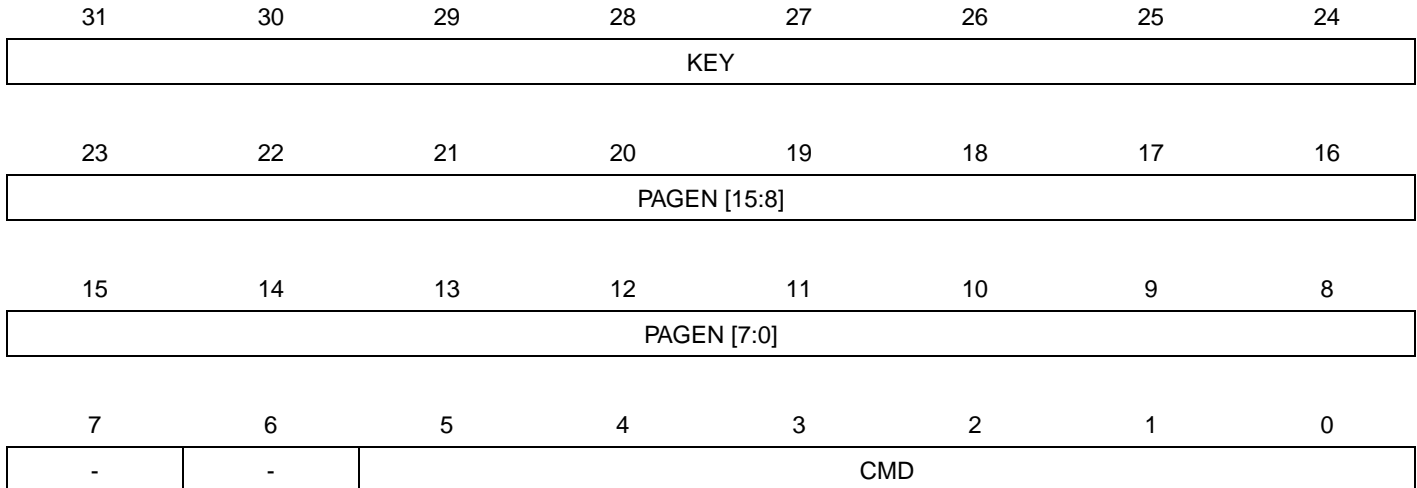 31 30 29 28 27 26 25 24
KEY
23 22 21 20 19 18 17 16
PAGEN [15:8]
15 14 13 12 11 10 9 8
PAGEN [7:0]
7 6 5 4 3 2 1 0
- - CMD